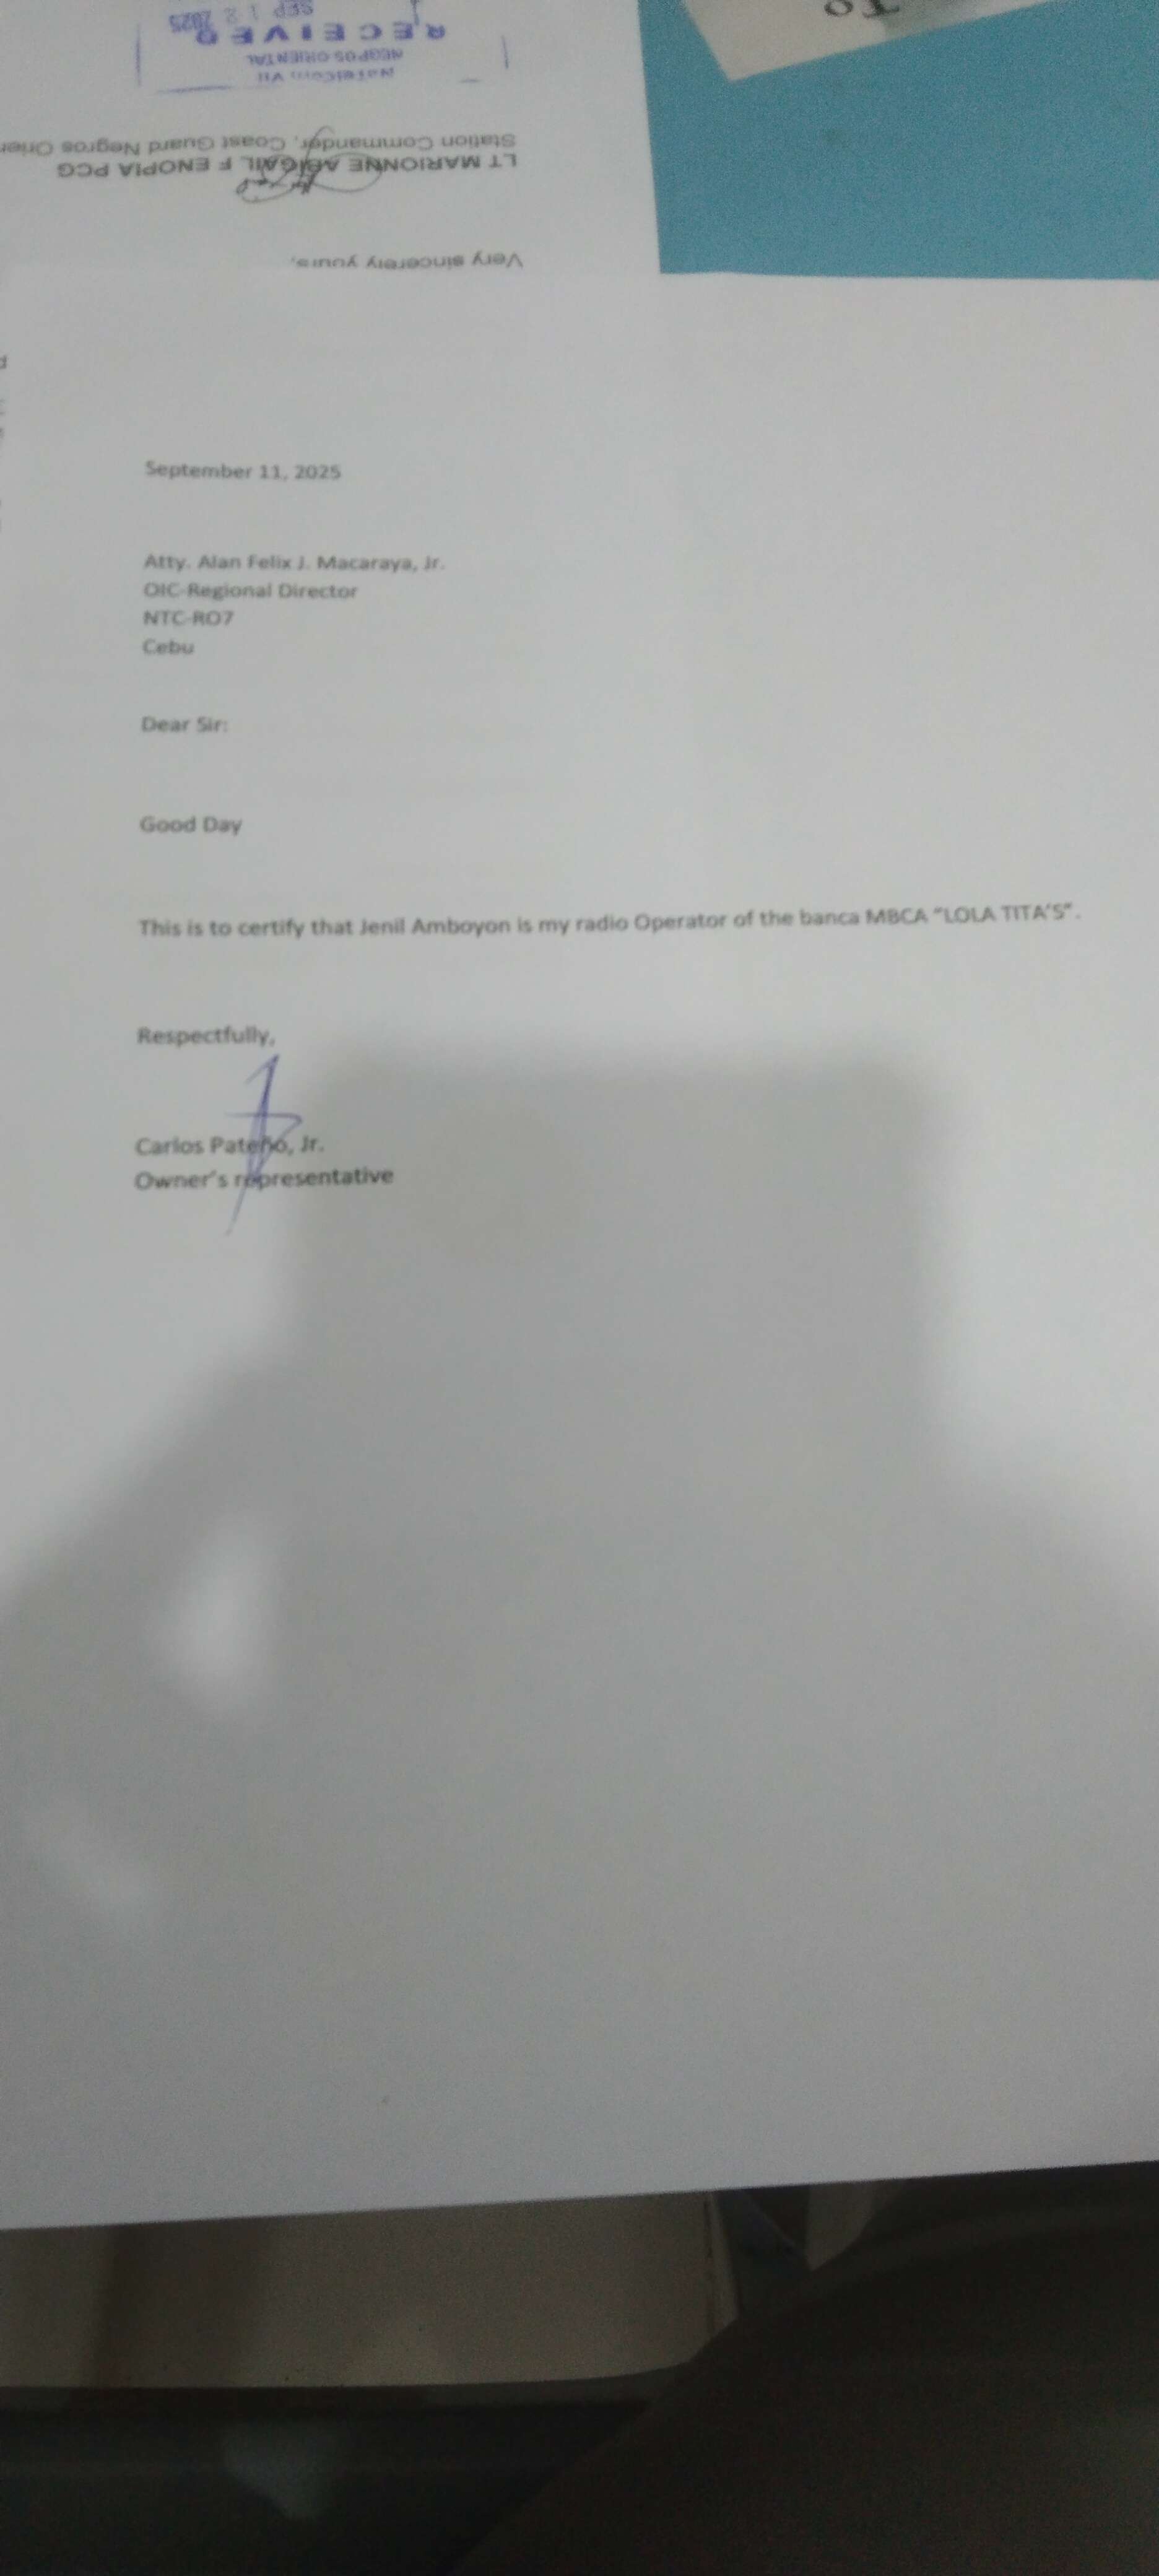 To
SEP 12 2025
RECEIVED
NEGROS ORIENTAL
VII
Station Commander, Coast Guard Negros Orien
LT MARIONNE ABIGAIL F ENOPIA PCG
Very sincerely yours,
September 11, 2025
Atty. Alan Felix J. Macaraya, Jr.
OIC-Regional Director
NTC-RO7
Cebu
Dear Sir:
Good Day
This is to certify that Jenil Amboyon is my radio Operator of the banca MBCA "LOLA TITA'S".
Respectfully,
Carlos Pateño, Jr.
Owner's representative